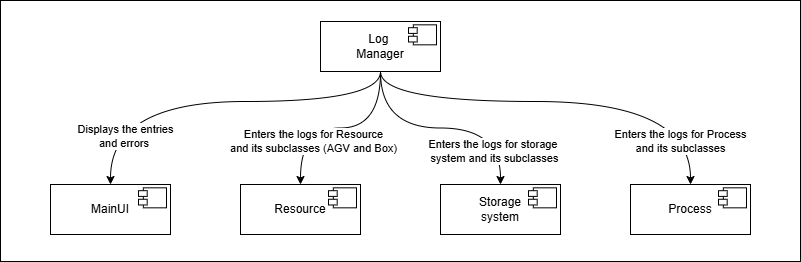 Log
Manager
Displays the entries
and errors
Enters the logs for Resource
and its subclasses (AGV and Box)
Enters the logs for storage
system and its subclasses
Enters the logs for Process
and its subclasses
MainUI
Resource
Storage
system
Process